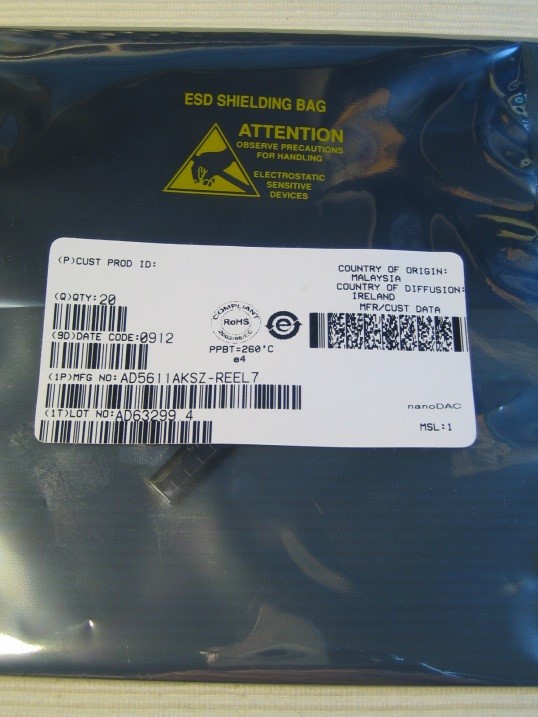 ESD SHIELDING BAG
ATTENTION
OBSERVE PRECAUTIONS
FOR HANDLING
ELECTROSTATIC
SENSITIVE
DEVICES
(P)CUST PROD ID:
COUNTRY OF ORIGIN:
MALAYSIA
COUNTRY OF DIFFUSION:
IRELAND
MFR/CUST DATA
(Q)QTY:20
COMPLIANT
RoHS
(9D)DATE CODE:0912
PPBT=260°C
e4
(1P)MFG NO:AD5611AKSZ-REEL7
nanoDAC
(1T)LOT NO:AD63299 4
MSL:1